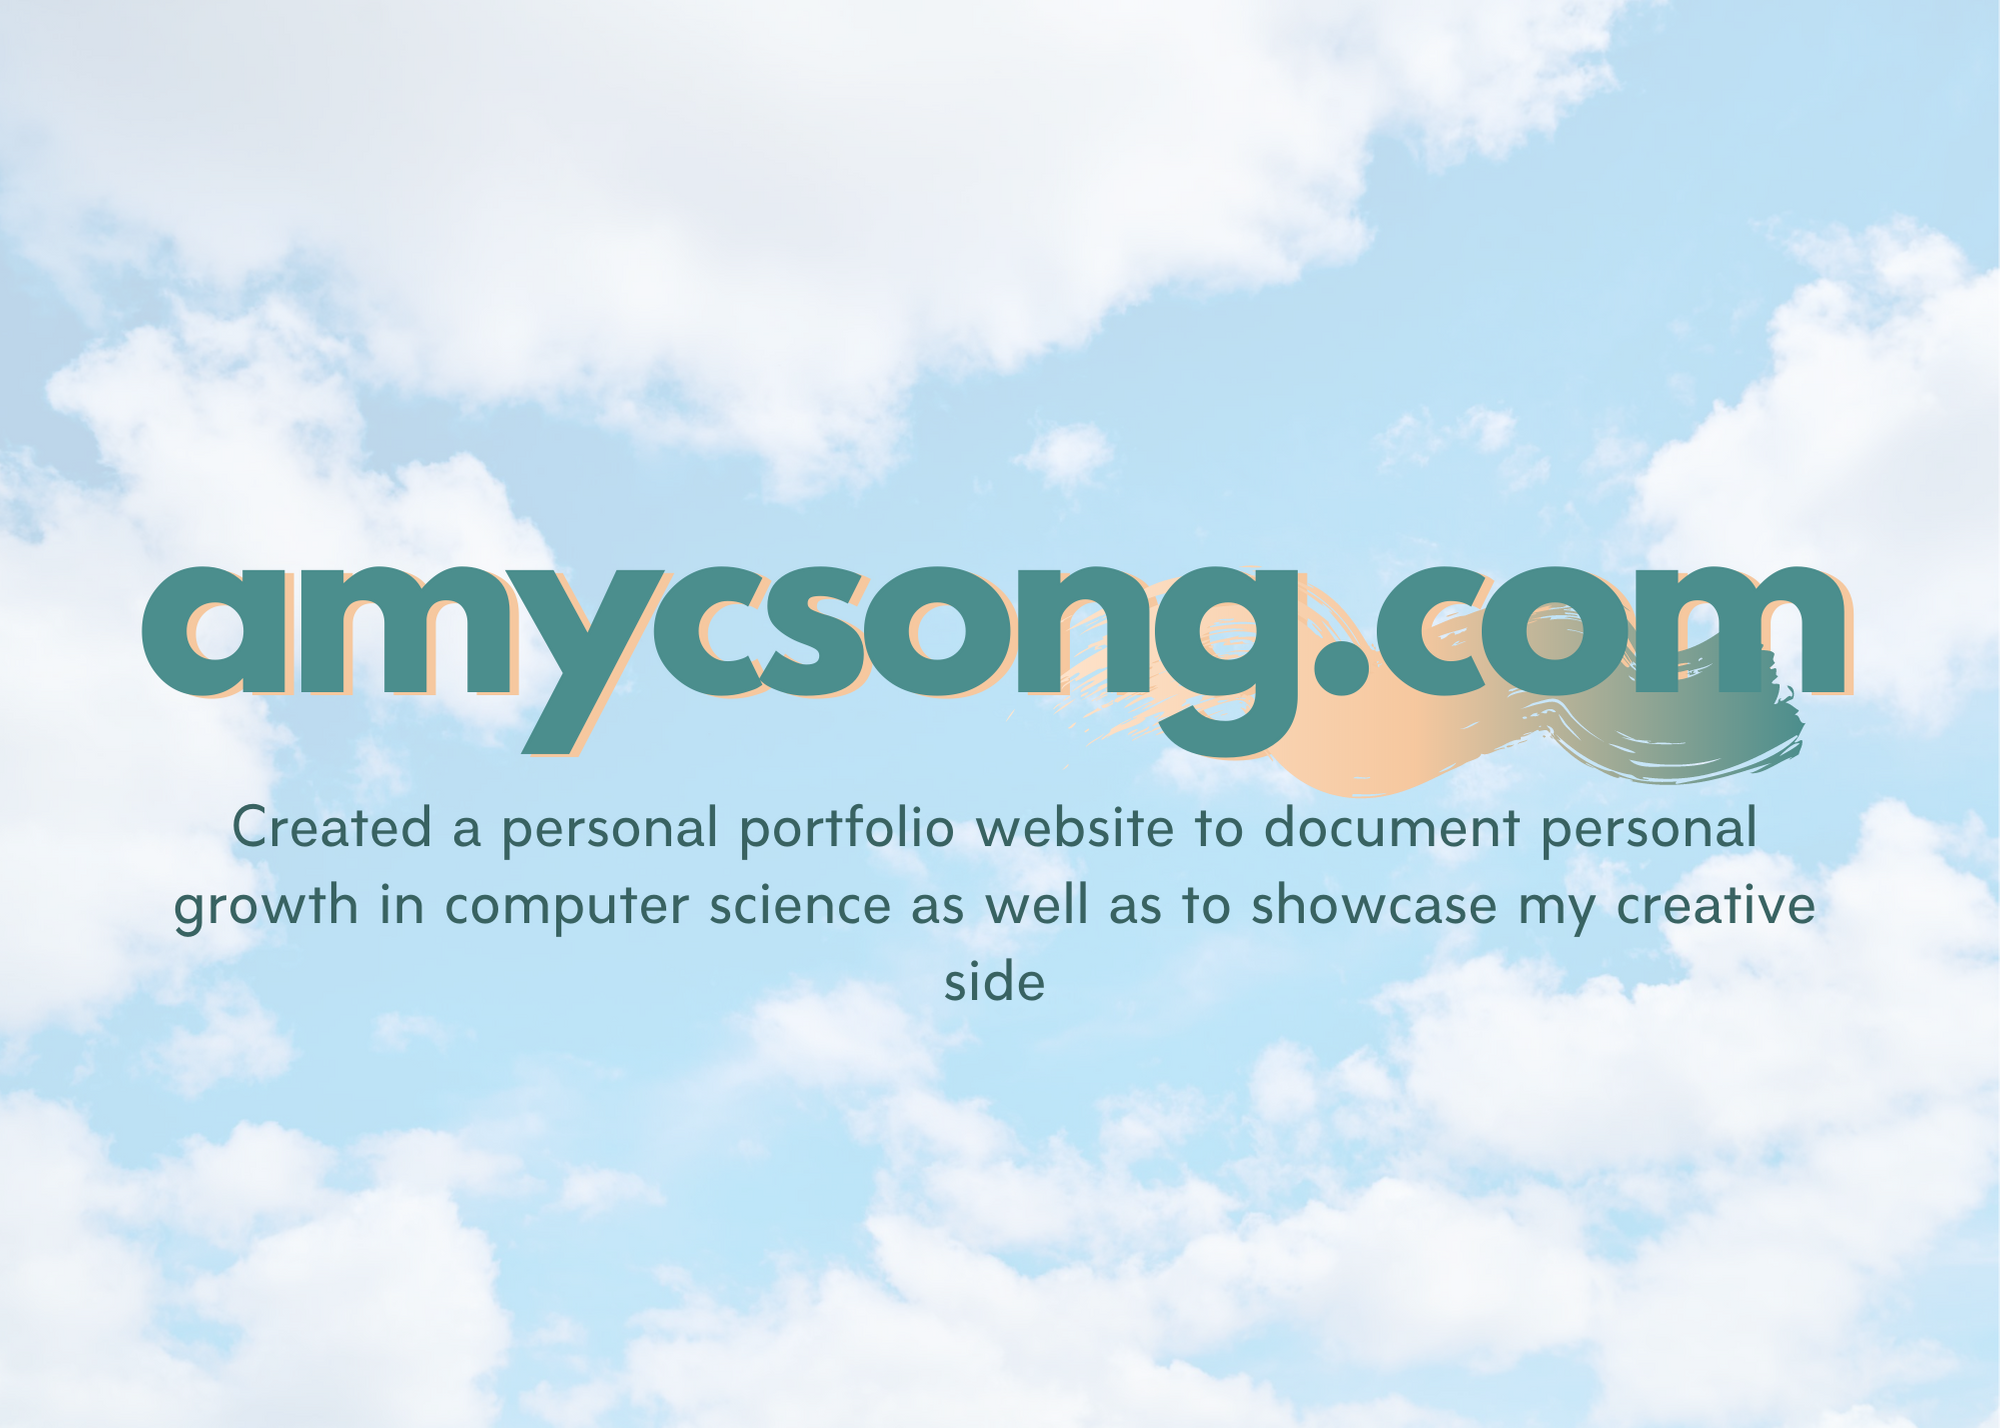 amycsong.com
Created a personal portfolio website to document personal
growth in computer science as well as to showcase my creative
side